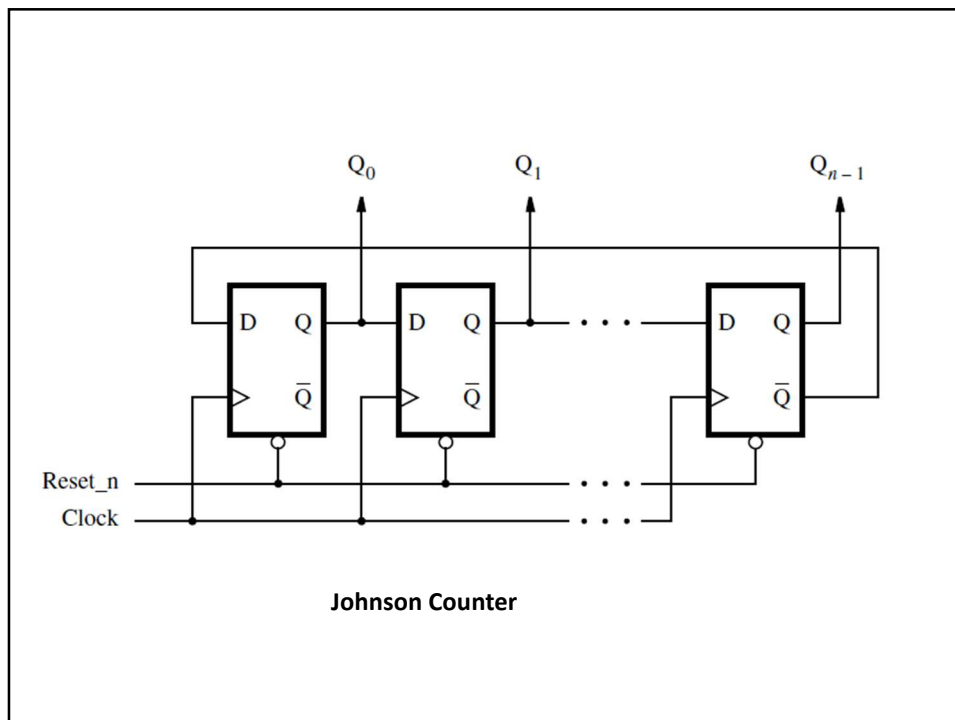 Q0 Q1 Qn−1
D Q D Q D Q
Q̅ Q̅ Q̅
Reset_n
Clock
Johnson Counter